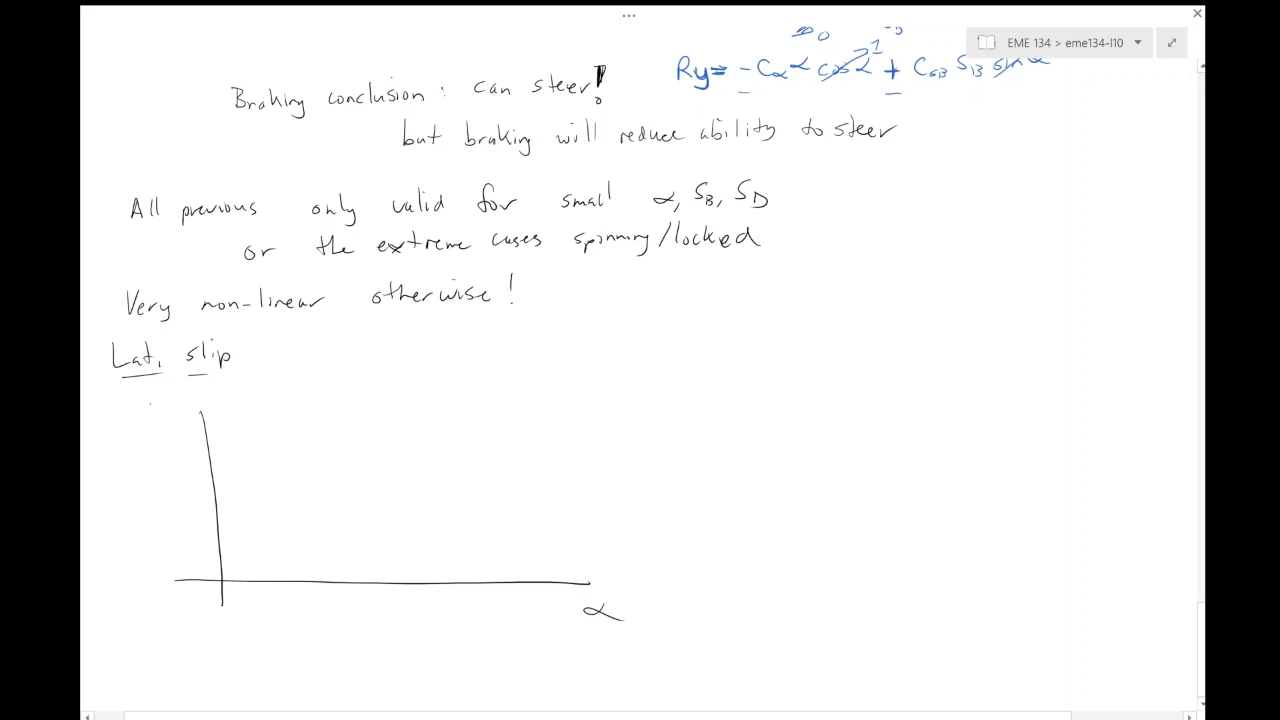 EME 134 > eme134-l10
Ry = -Cα α cos α 1 + CSB SB sin α
Braking conclusion : can steer!
but braking will reduce ability to steer
All previous only valid for small α, SB, SD
or the extreme cases spinning/locked
Very non-linear otherwise !
Lat. slip
α